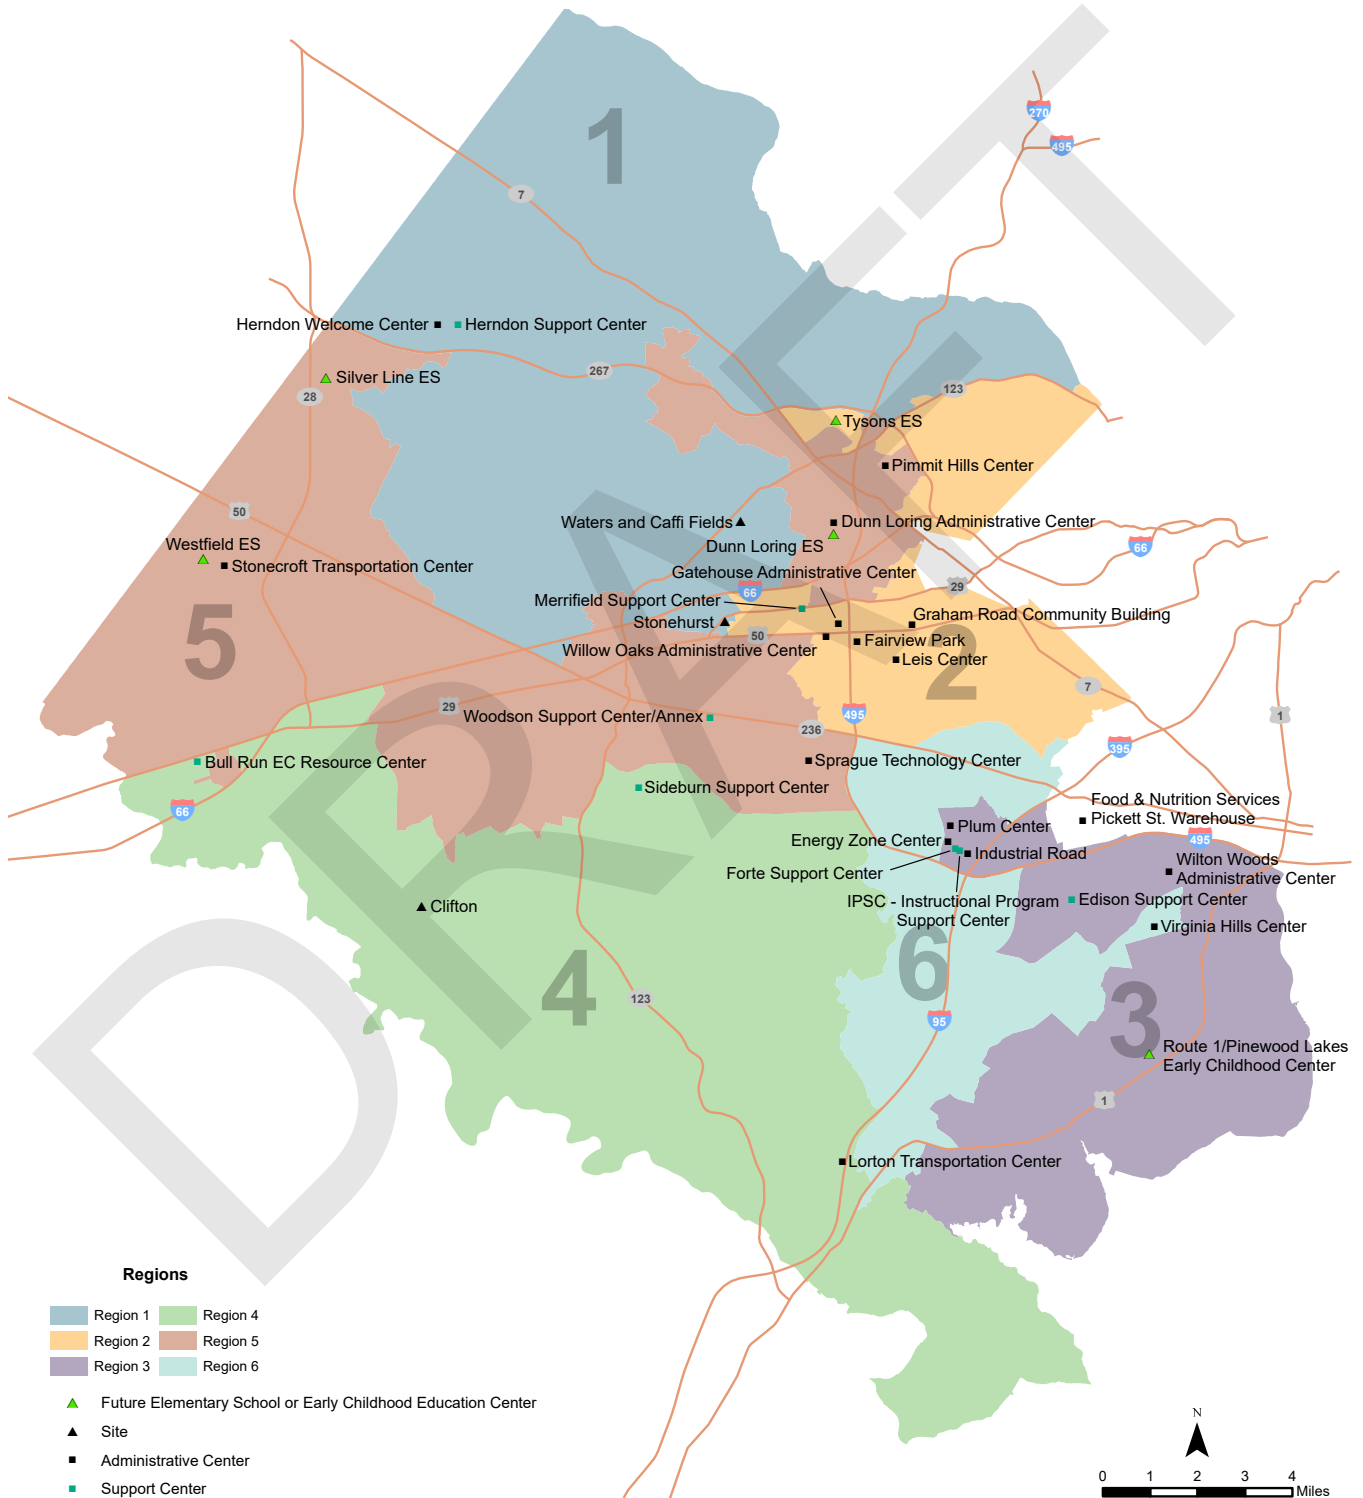 DRAFT
1
270
495
7
Herndon Welcome Center
Herndon Support Center
267
Silver Line ES
28
123
Tysons ES
Pimmit Hills Center
50
Waters and Caffi Fields
Dunn Loring Administrative Center
Westfield ES
Dunn Loring ES
66
Stonecroft Transportation Center
Gatehouse Administrative Center
66
29
Merrifield Support Center
Graham Road Community Building
Stonehurst
50
Fairview Park
5
Willow Oaks Administrative Center
Leis Center
2
7
29
Woodson Support Center/Annex
495
1
236
395
Bull Run EC Resource Center
Sprague Technology Center
Sideburn Support Center
66
Food & Nutrition Services
Pickett St. Warehouse
Plum Center
Energy Zone Center
495
Industrial Road
Wilton Woods
Administrative Center
Forte Support Center
IPSC - Instructional Program
Support Center
Edison Support Center
Clifton
Virginia Hills Center
6
4
123
95
3
Route 1/Pinewood Lakes
Early Childhood Center
1
Lorton Transportation Center
Regions
Region 1
Region 4
Region 2
Region 5
Region 3
Region 6
Future Elementary School or Early Childhood Education Center
Site
Administrative Center
Support Center
N
0 1 2 3 4
Miles